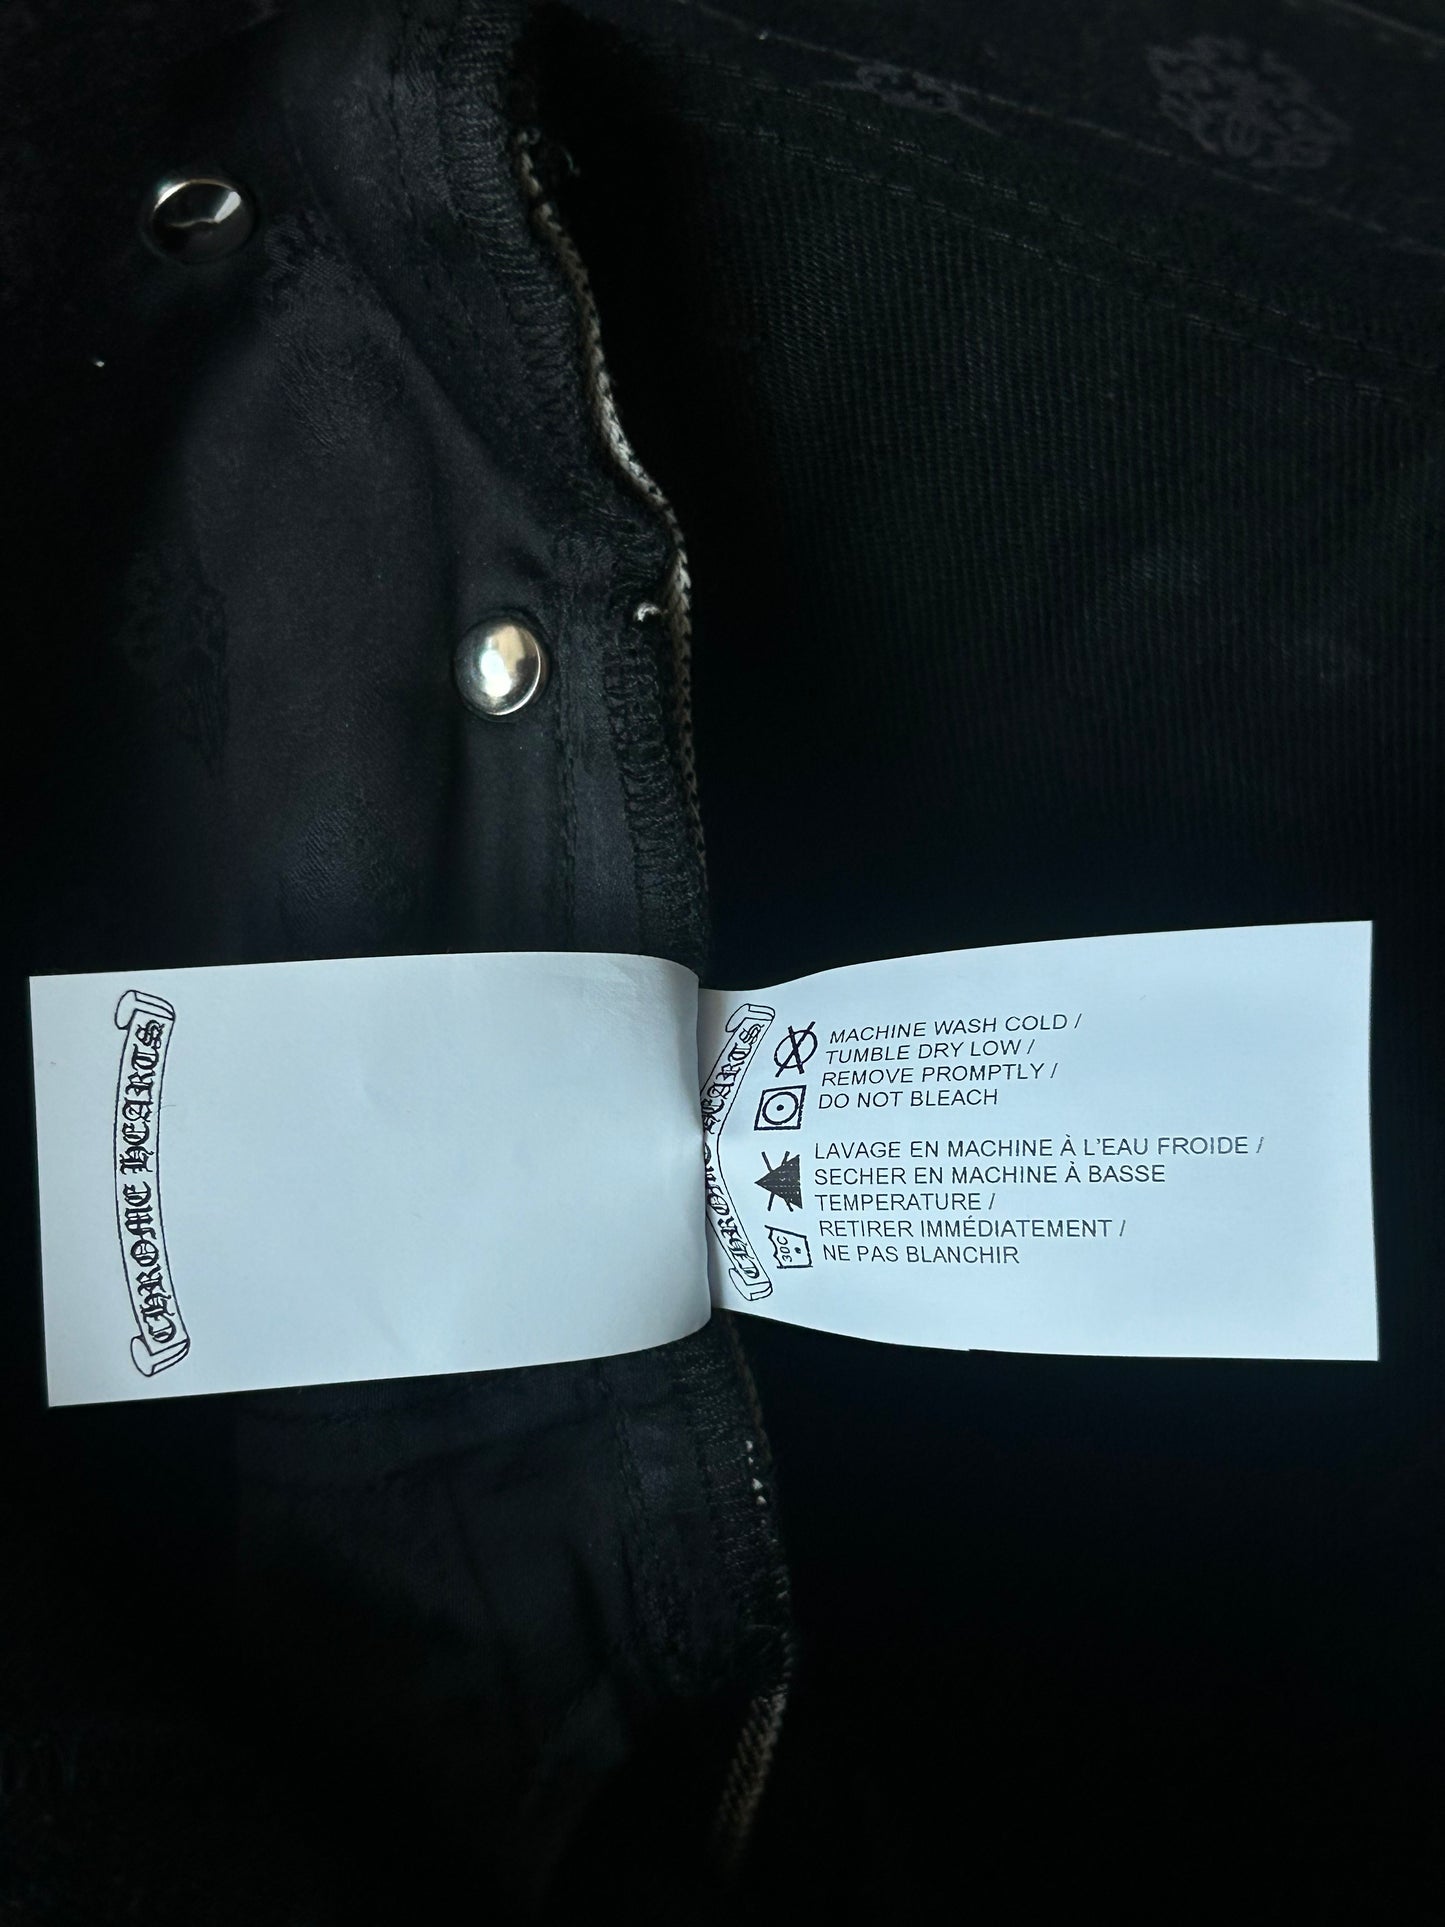 CHROME HEARTS
CHROME HEARTS
MACHINE WASH COLD /
TUMBLE DRY LOW /
REMOVE PROMPTLY /
DO NOT BLEACH
LAVAGE EN MACHINE À L'EAU FROIDE /
SECHER EN MACHINE À BASSE
TEMPERATURE /
RETIRER IMMÉDIATEMENT /
NE PAS BLANCHIR
30C